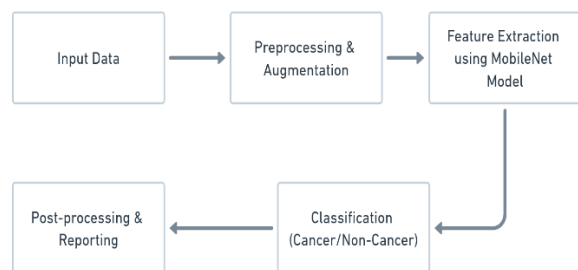 Input Data
Preprocessing &
Augmentation
Feature Extraction
using MobileNet
Model
Classification
(Cancer/Non-Cancer)
Post-processing &
Reporting